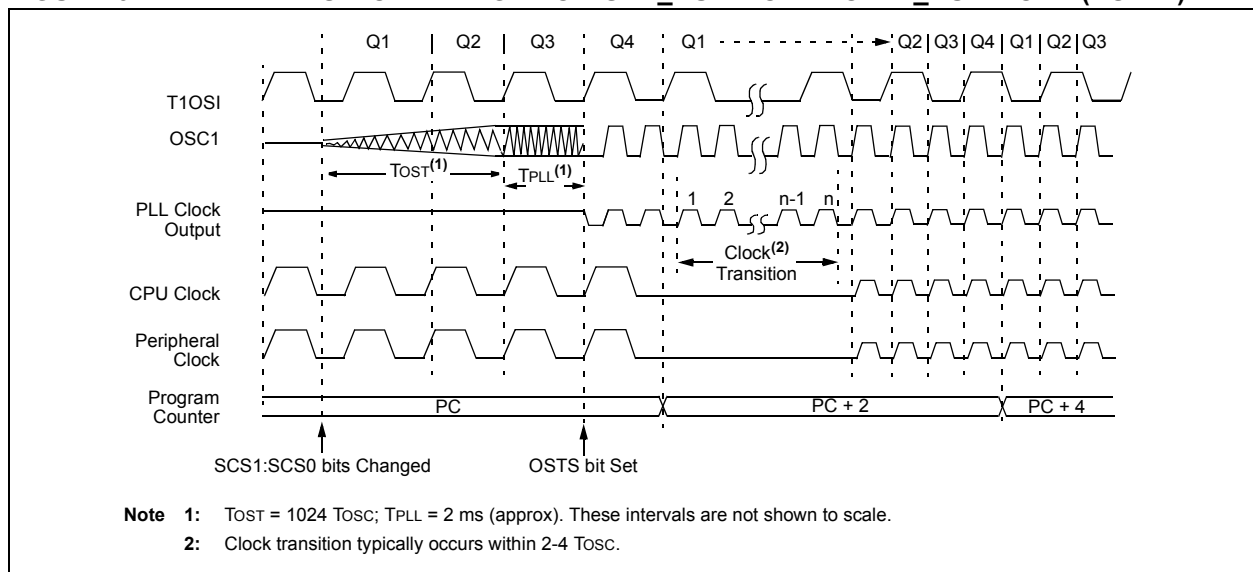 Q1 Q2 Q3 Q4 Q1 Q2 Q3 Q4 Q1 Q2 Q3
T1OSI
OSC1
TOST(1) TPLL(1)
1 2 n-1 n
PLL Clock
Output
Clock(2)
Transition
CPU Clock
Peripheral
Clock
Program
Counter
PC PC + 2 PC + 4
SCS1:SCS0 bits Changed OSTS bit Set
Note 1: TOST = 1024 TOSC; TPLL = 2 ms (approx). These intervals are not shown to scale.
2: Clock transition typically occurs within 2-4 TOSC.